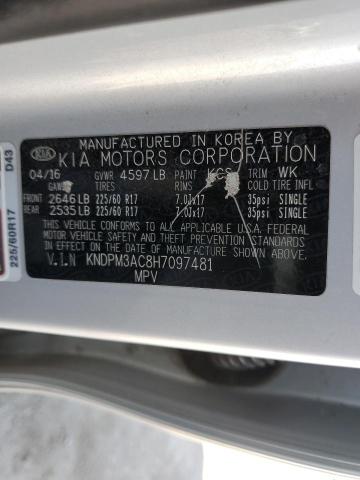 MANUFACTURED IN KOREA BY
KIA KIA MOTORS CORPORATION
04/16 GVWR 4597 LB PAINT KCS TRIM WK
GAWR TIRES RIMS COLD TIRE INFL
FRONT 2646 LB 225/60 R17 7.0Jx17 35psi SINGLE
REAR 2535 LB 225/60 R17 7.0Jx17 35psi SINGLE
THIS VEHICLE CONFORMS TO ALL APPLICABLE U.S.A. FEDERAL
MOTOR VEHICLE SAFETY AND BUMPER STANDARDS IN
EFFECT ON THE DATE OF MANUFACTURE SHOWN ABOVE.
V.I.N KNDPM3AC8H7097481
MPV
225/60R17 D43